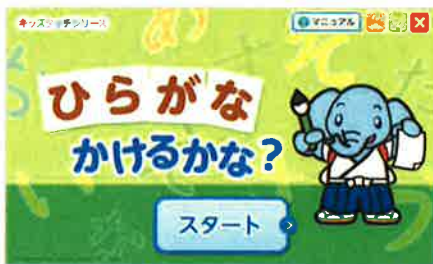 キッズタッチシリーズ
マニュアル
ひらがな
かけるかな?
スタート